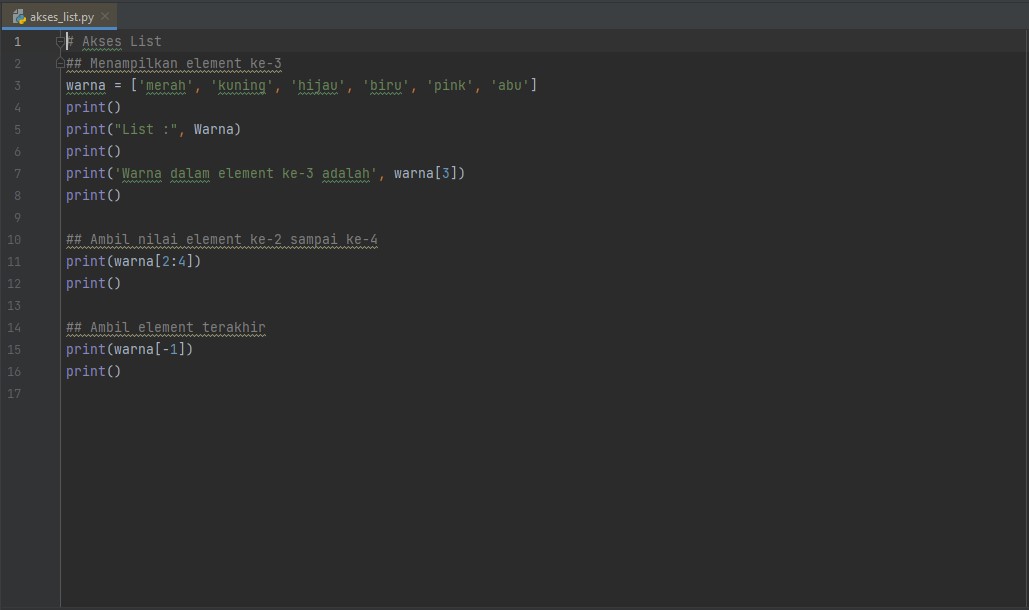 akses_list.py
1 # Akses List
2 ## Menampilkan element ke-3
3 warna = ['merah', 'kuning', 'hijau', 'biru', 'pink', 'abu']
4 print()
5 print("List :", Warna)
6 print()
7 print('Warna dalam element ke-3 adalah', warna[3])
8 print()
9
10 ## Ambil nilai element ke-2 sampai ke-4
11 print(warna[2:4])
12 print()
13
14 ## Ambil element terakhir
15 print(warna[-1])
16 print()
17